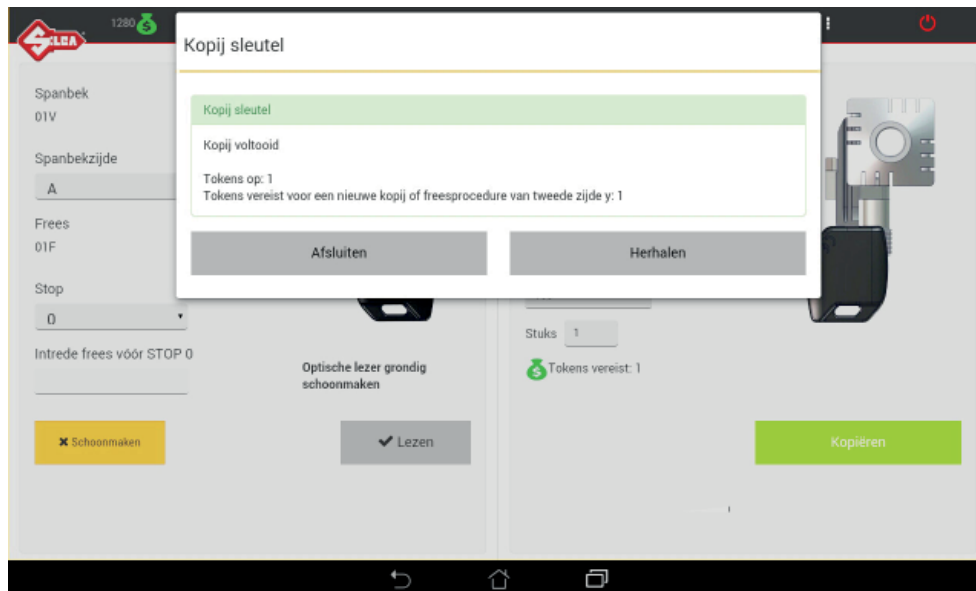 1280
SILCA
Kopij sleutel
Kopij sleutel
Kopij voltooid
Tokens op: 1
Tokens vereist voor een nieuwe kopij of freesprocedure van tweede zijde y: 1
Afsluiten
Herhalen
Spanbek
01V
Spanbekzijde
A
Frees
01F
Stop
0
Intrede frees vóór STOP 0
Optische lezer grondig
schoonmaken
Schoonmaken
Lezen
Stuks 1
Tokens vereist: 1
Kopiëren